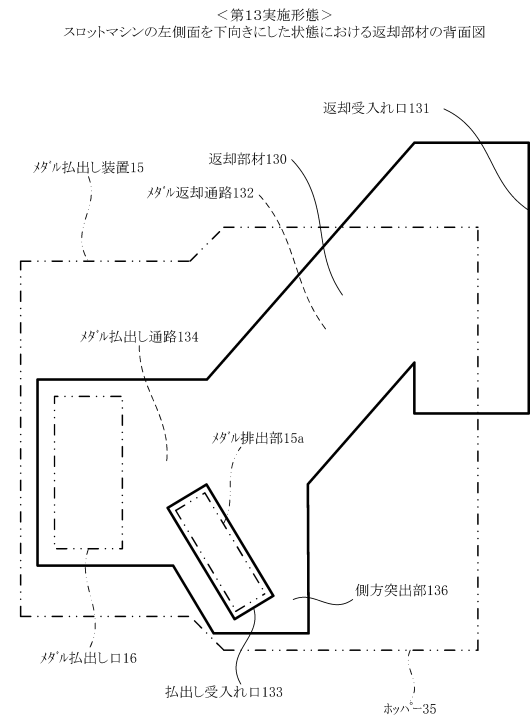 ＜第13実施形態＞
スロットマシンの左側面を下向きにした状態における返却部材の背面図
返却受入れ口131
返却部材130
ﾒﾀﾞﾙ払出し装置15
ﾒﾀﾞﾙ返却通路132
ﾒﾀﾞﾙ払出し通路134
ﾒﾀﾞﾙ排出部15a
側方突出部136
ﾒﾀﾞﾙ払出し口16
払出し受入れ口133
ﾎｯﾊﾟｰ35